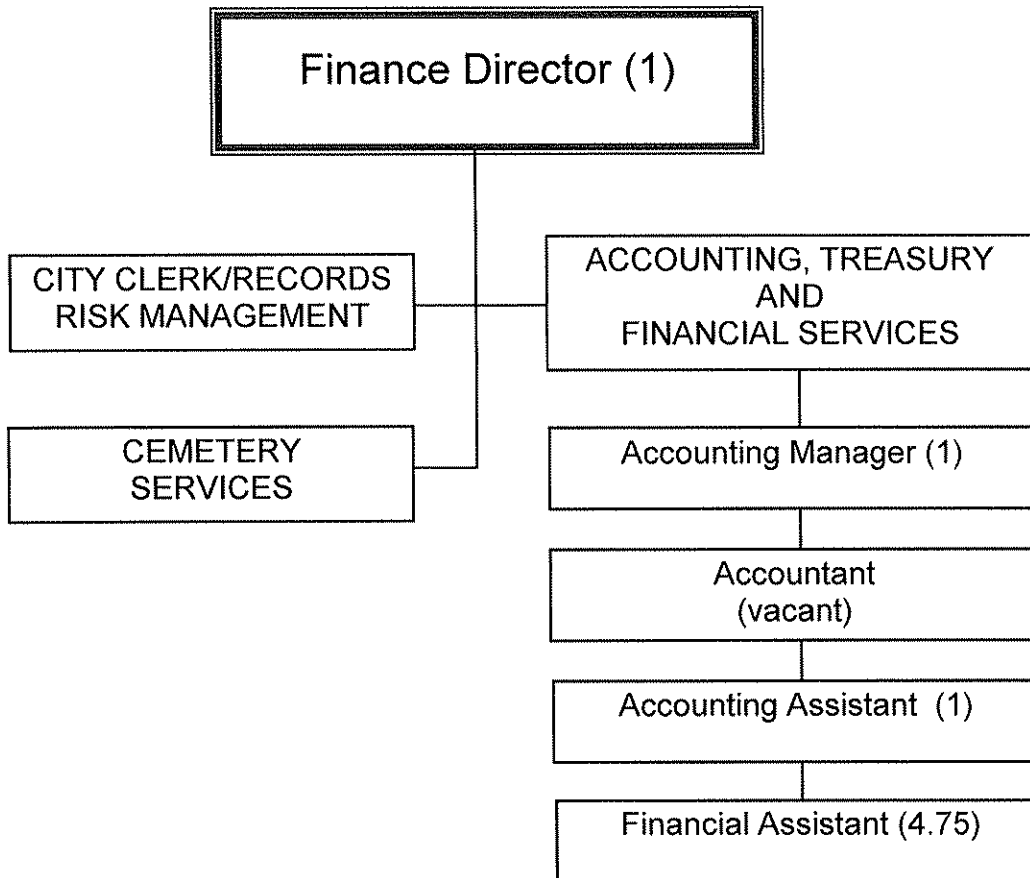 Finance Director (1)
CITY CLERK/RECORDS
RISK MANAGEMENT
ACCOUNTING, TREASURY
AND
FINANCIAL SERVICES
CEMETERY
SERVICES
Accounting Manager (1)
Accountant
(vacant)
Accounting Assistant (1)
Financial Assistant (4.75)